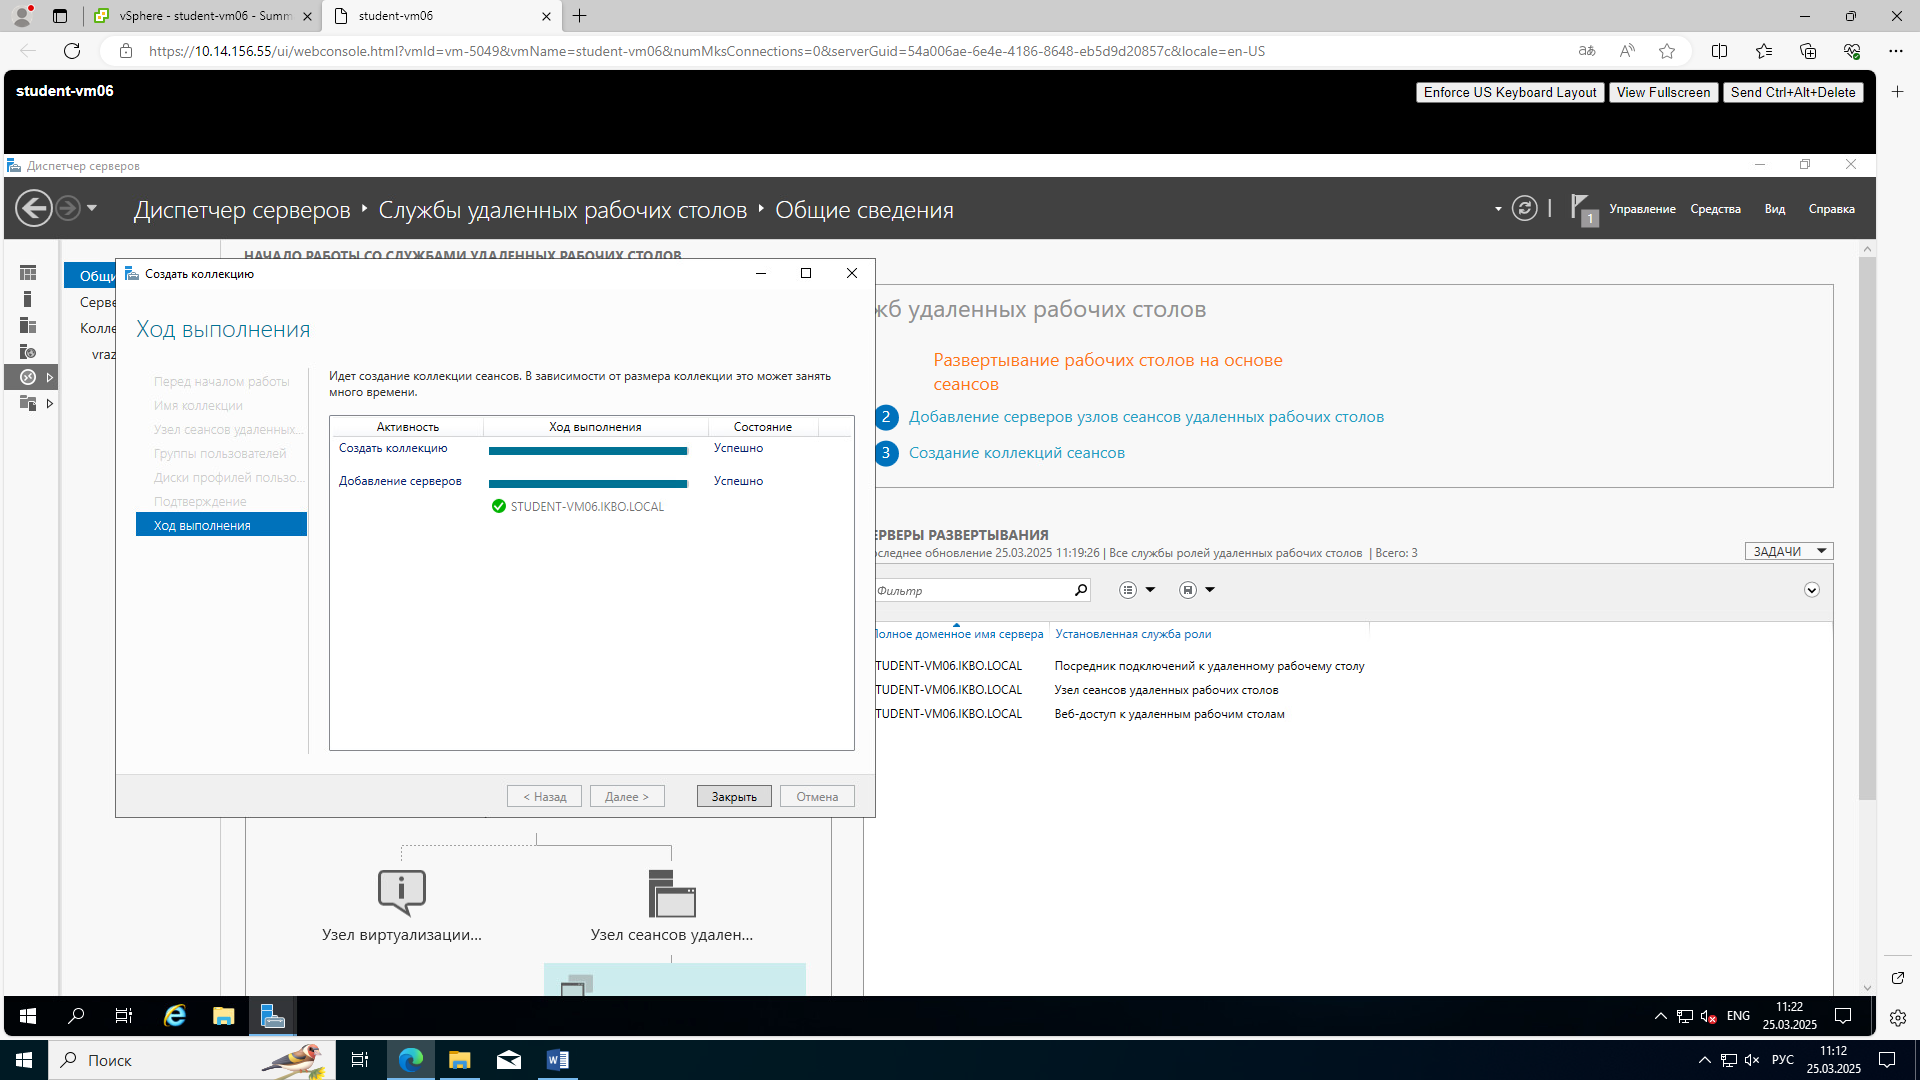 vSphere - student-vm06 - Summ
student-vm06
https://10.14.156.55/ui/webconsole.html?vmId=vm-5049&vmName=student-vm06&numMksConnections=0&serverGuid=54a006ae-6e4e-4186-8648-eb5d9d20857c&locale=en-US
student-vm06
Enforce US Keyboard Layout
View Fullscreen
Send Ctrl+Alt+Delete
Диспетчер серверов
Диспетчер серверов
Службы удаленных рабочих столов
Общие сведения
1
Управление
Средства
Вид
Справка
НАЧАЛО РАБОТЫ СО СЛУЖБАМИ УДАЛЕННЫХ РАБОЧИХ СТОЛОВ
Общи
Серве
Колле
vraz
Создать коллекцию
Ход выполнения
Перед началом работы
Имя коллекции
Узел сеансов удаленных...
Группы пользователей
Диски профилей пользо...
Подтверждение
Ход выполнения
Идет создание коллекции сеансов. В зависимости от размера коллекции это может занять
много времени.
Активность
Ход выполнения
Состояние
Создать коллекцию
Успешно
Добавление серверов
Успешно
STUDENT-VM06.IKBO.LOCAL
< Назад
Далее >
Закрыть
Отмена
жб удаленных рабочих столов
Развертывание рабочих столов на основе
сеансов
2 Добавление серверов узлов сеансов удаленных рабочих столов
3 Создание коллекций сеансов
ЕРВЕРЫ РАЗВЕРТЫВАНИЯ
оследнее обновление 25.03.2025 11:19:26 | Все службы ролей удаленных рабочих столов | Всего: 3
ЗАДАЧИ
Фильтр
Полное доменное имя сервера
Установленная служба роли
TUDENT-VM06.IKBO.LOCAL
Посредник подключений к удаленному рабочему столу
TUDENT-VM06.IKBO.LOCAL
Узел сеансов удаленных рабочих столов
TUDENT-VM06.IKBO.LOCAL
Веб-доступ к удаленным рабочим столам
Узел виртуализации...
Узел сеансов удален...
ENG
11:22
25.03.2025
Поиск
РУС
11:12
25.03.2025